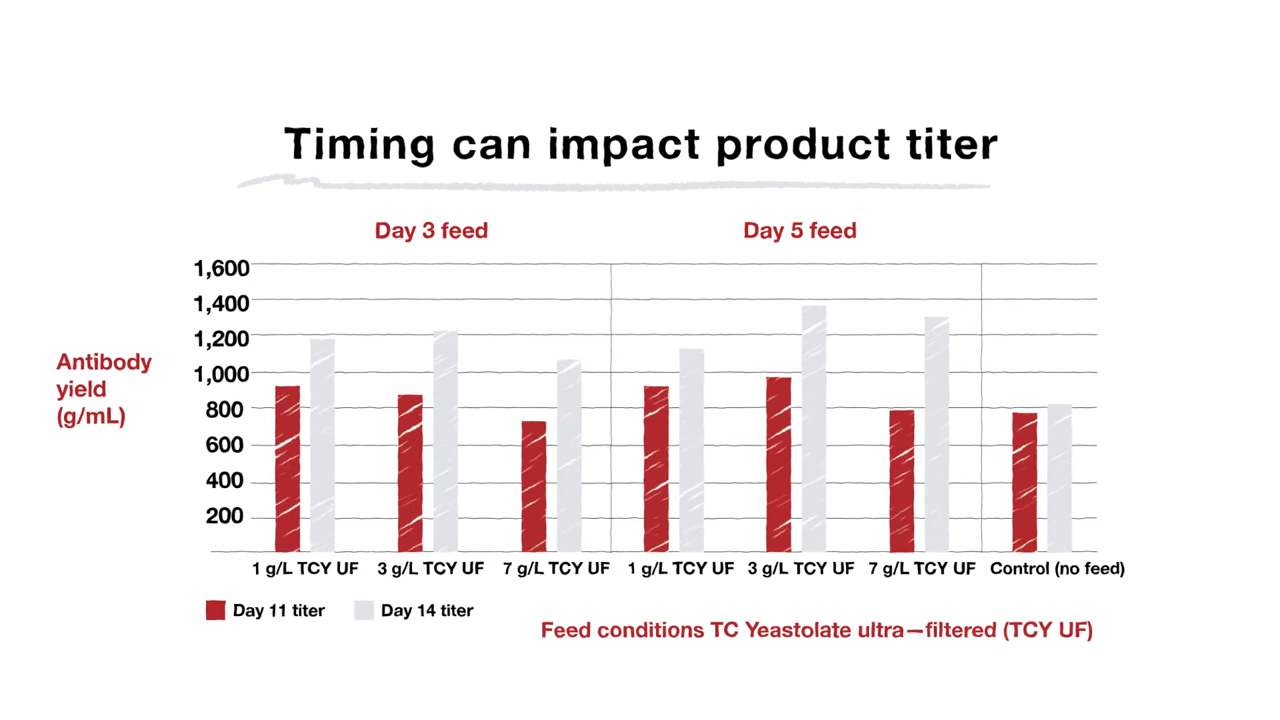 Timing can impact product titer
Day 3 feed
Day 5 feed
Antibody
yield
(g/mL)
1,600
1,400
1,200
1,000
800
600
400
200
1 g/L TCY UF
3 g/L TCY UF
7 g/L TCY UF
1 g/L TCY UF
3 g/L TCY UF
7 g/L TCY UF
Control (no feed)
Day 11 titer
Day 14 titer
Feed conditions TC Yeastolate ultra—filtered (TCY UF)